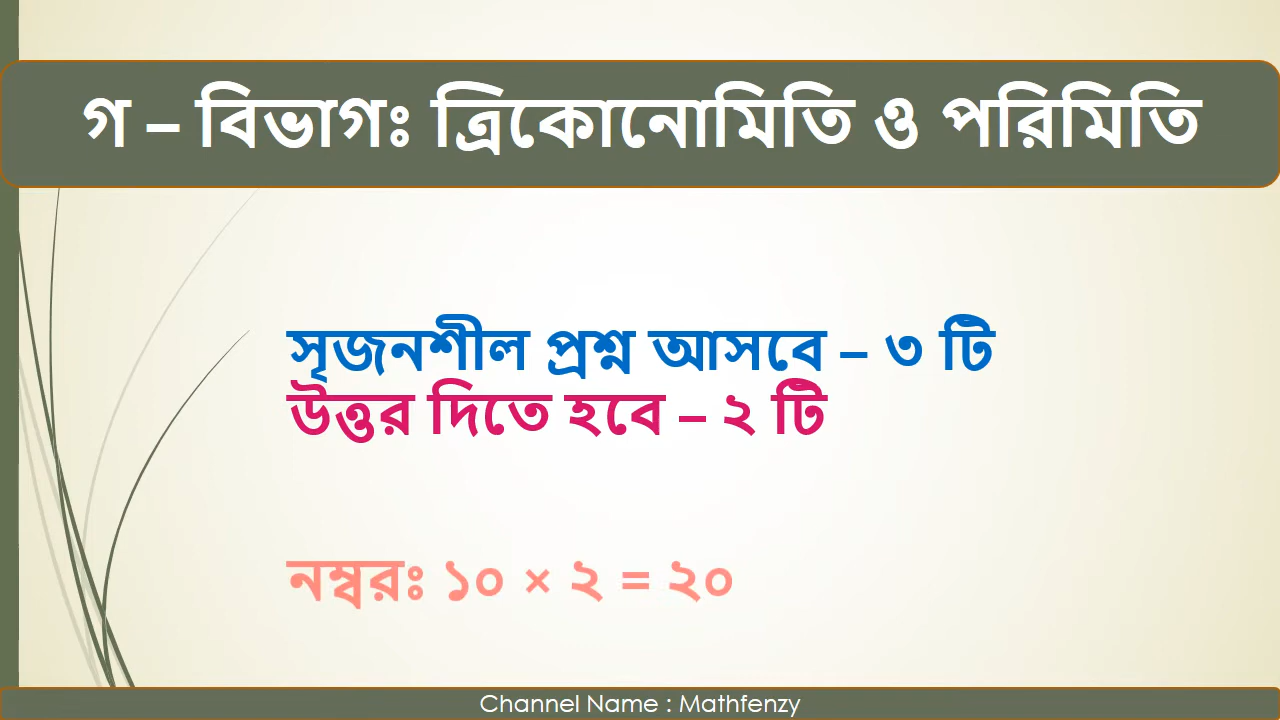 গ – বিভাগঃ ত্রিকোনোমিতি ও পরিমিতি
সৃজনশীল প্রশ্ন আসবে – ৩ টি
উত্তর দিতে হবে – ২ টি
নম্বরঃ ১০ × ২ = ২০
Channel Name : Mathfenzy